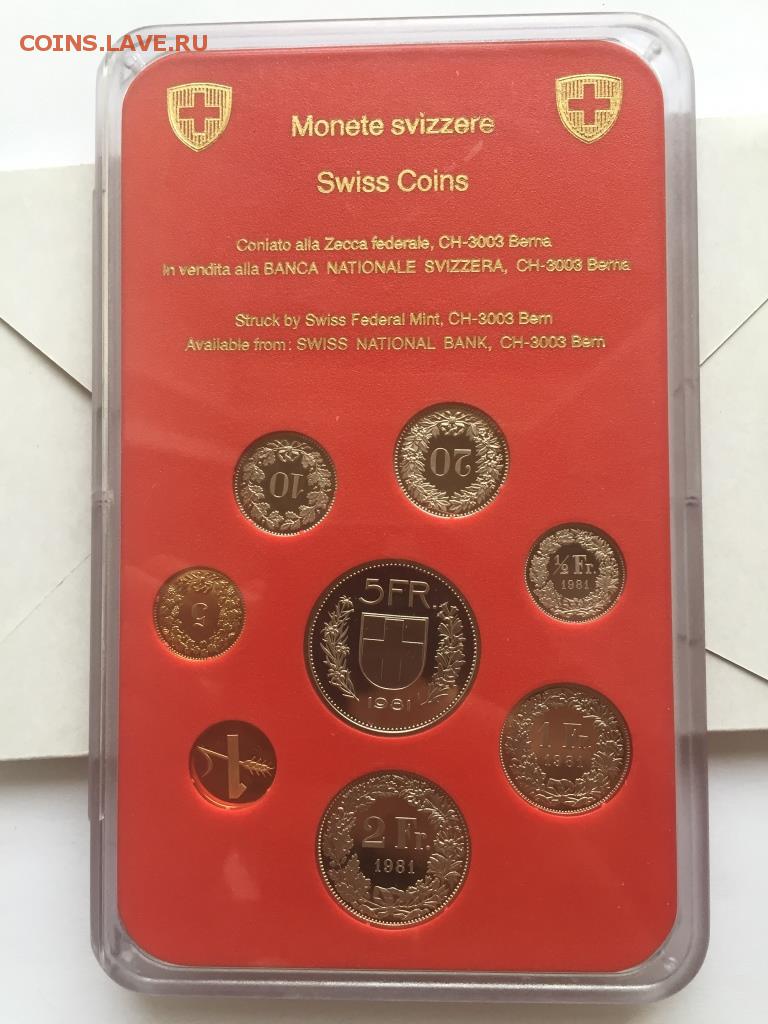 COINS.LAVE.RU
Monete svizzere
Swiss Coins
Coniato alla Zecca federale, CH-3003 Berna
In vendita alla BANCA NATIONALE SVIZZERA, CH-3003 Berna
Struck by Swiss Federal Mint, CH-3003 Bern
Available from: SWISS NATIONAL BANK, CH-3003 Bern
20
10
½ Fr.
1981
5
5FR.
1981
1 Fr.
1981
1
2 Fr.
1981